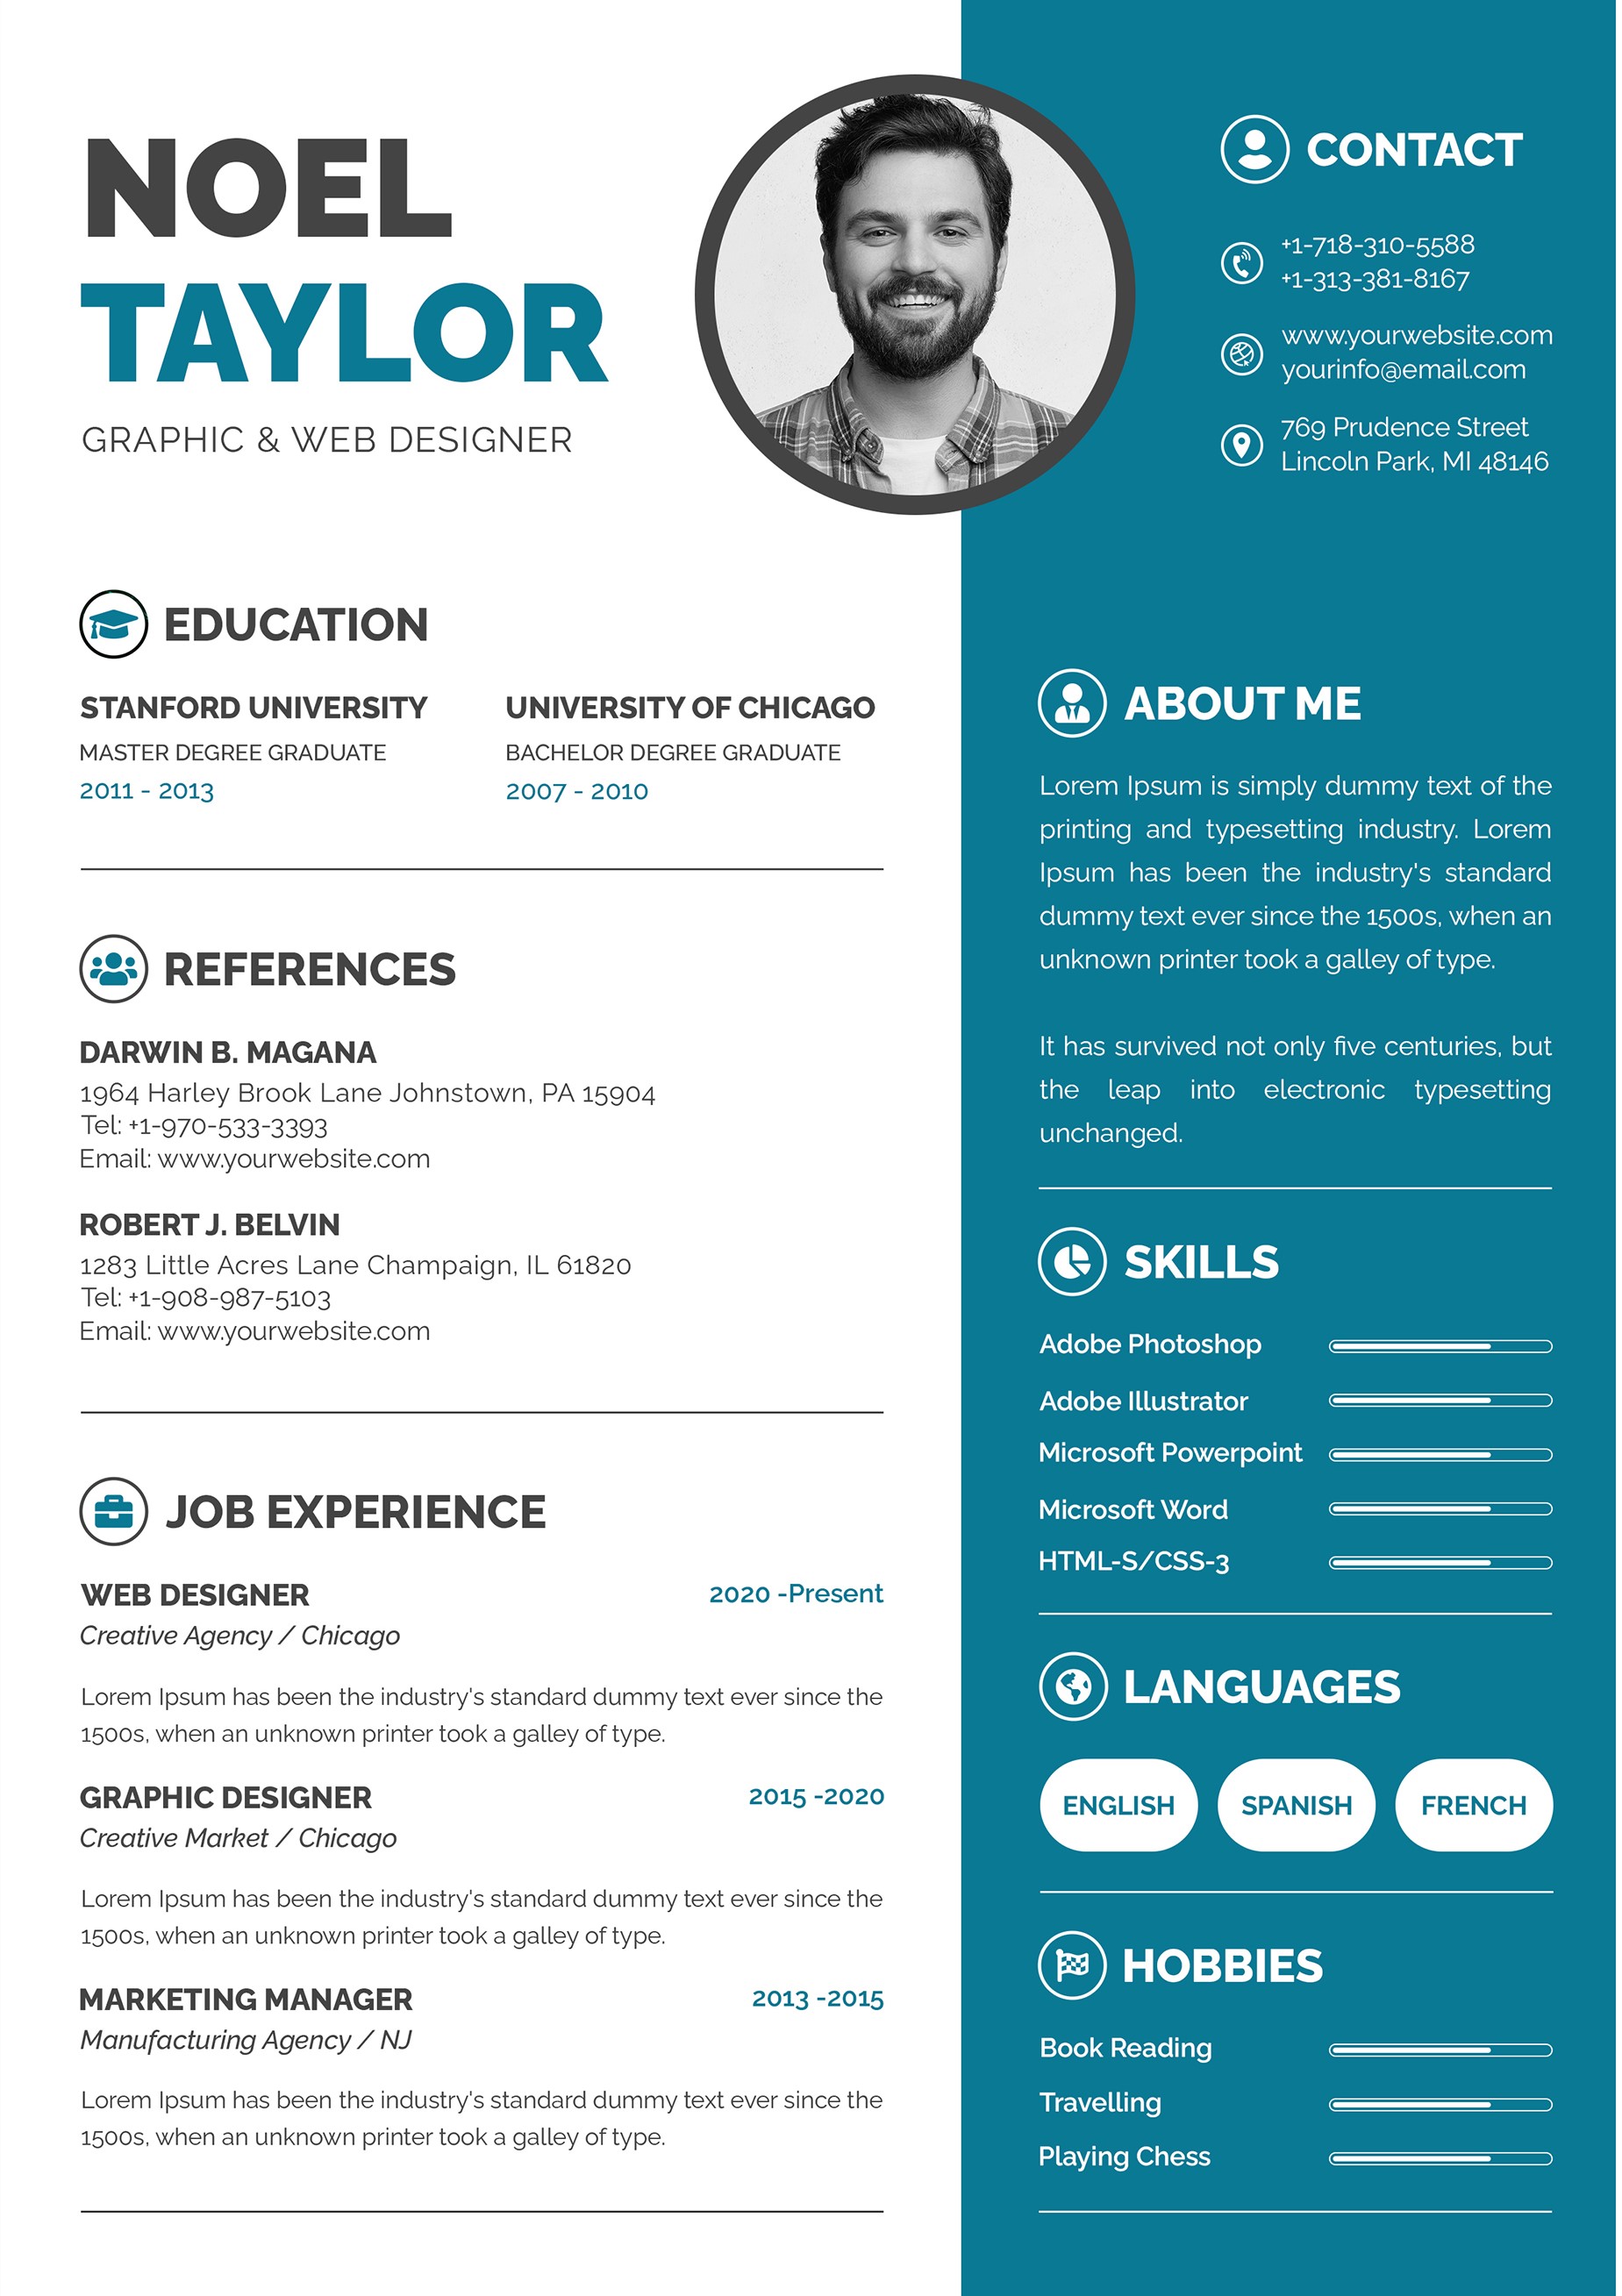 NOEL
TAYLOR
GRAPHIC & WEB DESIGNER
CONTACT
+1-718-310-5588
+1-313-381-8167
www.yourwebsite.com
yourinfo@email.com
769 Prudence Street
Lincoln Park, MI 48146
EDUCATION
STANFORD UNIVERSITY
MASTER DEGREE GRADUATE
2011 - 2013
UNIVERSITY OF CHICAGO
BACHELOR DEGREE GRADUATE
2007 - 2010
REFERENCES
DARWIN B. MAGANA
1964 Harley Brook Lane Johnstown, PA 15904
Tel: +1-970-533-3393
Email: www.yourwebsite.com
ROBERT J. BELVIN
1283 Little Acres Lane Champaign, IL 61820
Tel: +1-908-987-5103
Email: www.yourwebsite.com
JOB EXPERIENCE
WEB DESIGNER
2020 -Present
Creative Agency / Chicago
Lorem Ipsum has been the industry's standard dummy text ever since the
1500s, when an unknown printer took a galley of type.
GRAPHIC DESIGNER
2015 -2020
Creative Market / Chicago
Lorem Ipsum has been the industry's standard dummy text ever since the
1500s, when an unknown printer took a galley of type.
MARKETING MANAGER
2013 -2015
Manufacturing Agency / NJ
Lorem Ipsum has been the industry's standard dummy text ever since the
1500s, when an unknown printer took a galley of type.
ABOUT ME
Lorem Ipsum is simply dummy text of the
printing and typesetting industry. Lorem
Ipsum has been the industry's standard
dummy text ever since the 1500s, when an
unknown printer took a galley of type.
It has survived not only five centuries, but
the leap into electronic typesetting
unchanged.
SKILLS
Adobe Photoshop
Adobe Illustrator
Microsoft Powerpoint
Microsoft Word
HTML-S/CSS-3
LANGUAGES
ENGLISH
SPANISH
FRENCH
HOBBIES
Book Reading
Travelling
Playing Chess